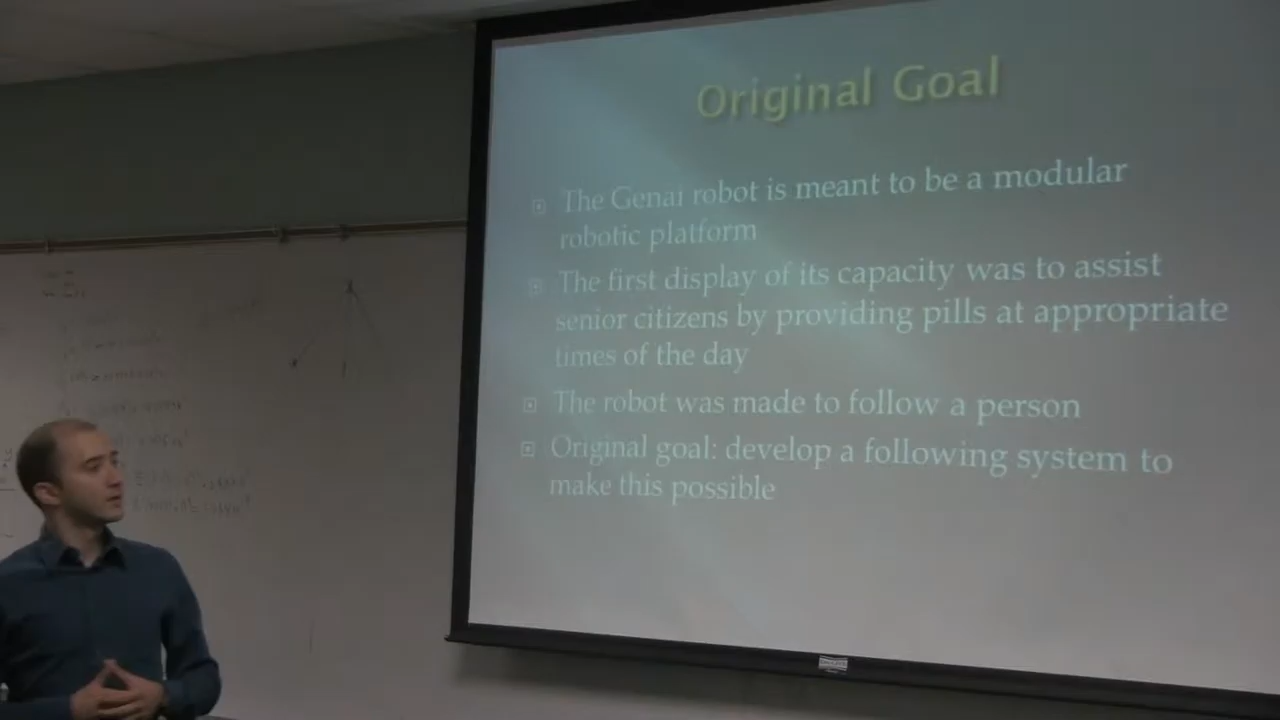 Original Goal
The Genai robot is meant to be a modular
robotic platform
The first display of its capacity was to assist
senior citizens by providing pills at appropriate
times of the day
The robot was made to follow a person
Original goal: develop a following system to
make this possible